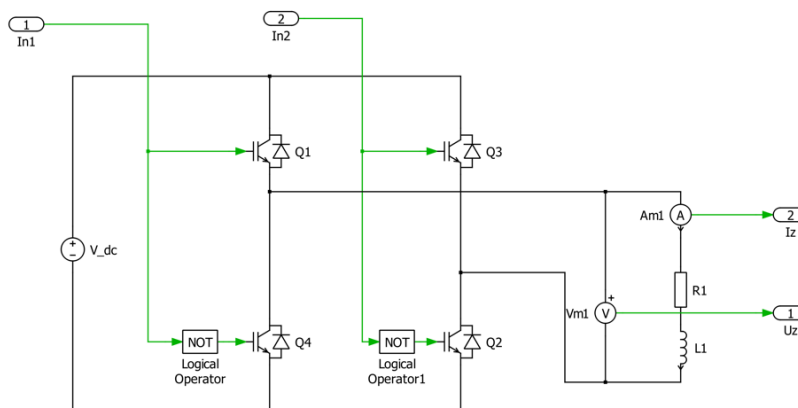 1
In1
2
In2
Q1
Q3
Am1
A
2
Iz
+
−
V_dc
R1
+
Vm1
V
1
Uz
NOT
Q4
NOT
Q2
L1
Logical
Operator
Logical
Operator1